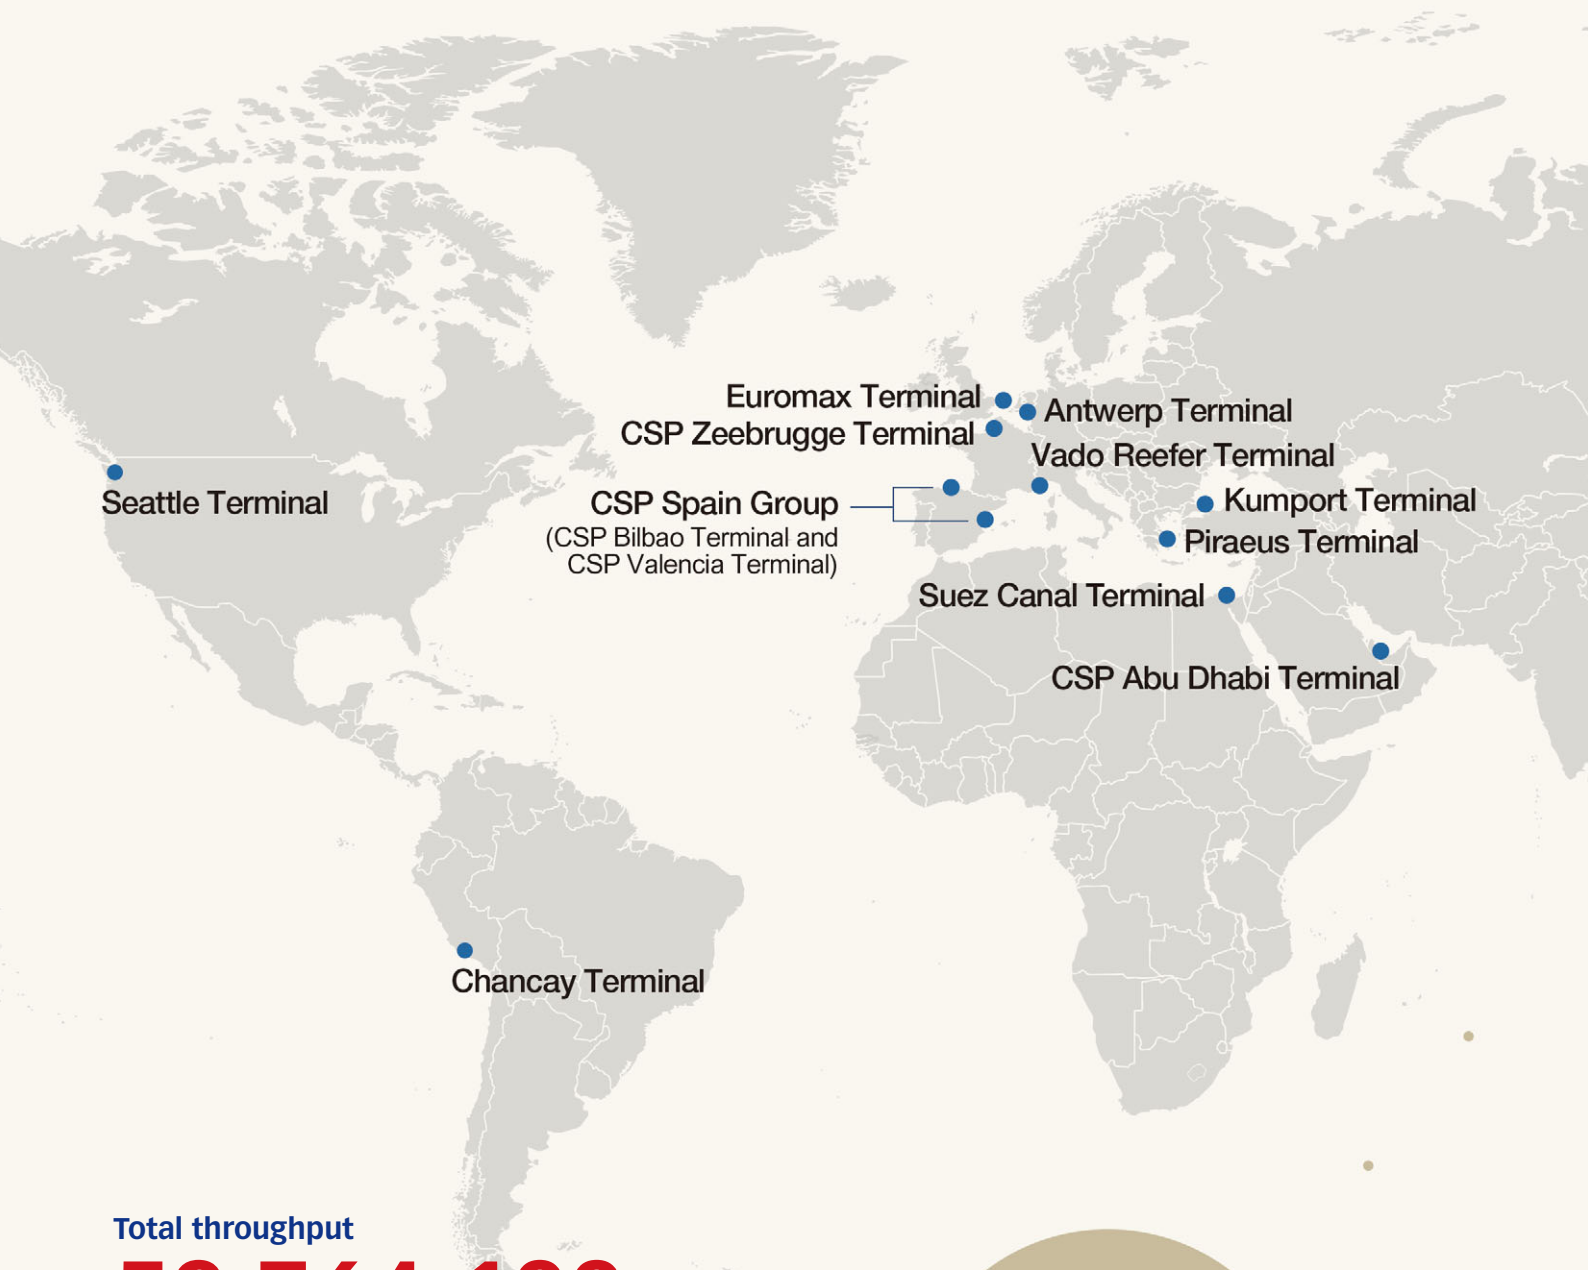 Euromax Terminal
Antwerp Terminal
CSP Zeebrugge Terminal
Vado Reefer Terminal
Seattle Terminal
CSP Spain Group
(CSP Bilbao Terminal and
CSP Valencia Terminal)
Kumport Terminal
Piraeus Terminal
Suez Canal Terminal
CSP Abu Dhabi Terminal
Chancay Terminal
Total throughput